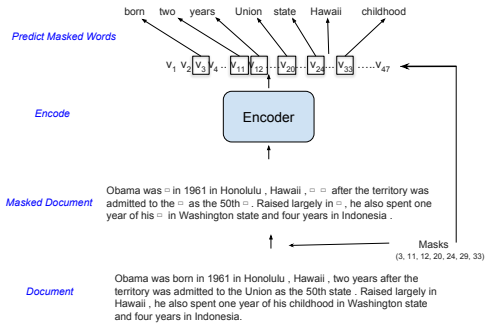 born two years Union state Hawaii childhood
Predict Masked Words
v1 v2 v3 v4 .. v11 v12 ... v20 ... v24 ... v33 ..... v47
Encode
Encoder
Obama was □ in 1961 in Honolulu , Hawaii , □ □ after the territory was
Masked Document
admitted to the □ as the 50th □ . Raised largely in □ , he also spent one
year of his □ in Washington state and four years in Indonesia .
Masks
(3, 11, 12, 20, 24, 29, 33)
Obama was born in 1961 in Honolulu , Hawaii , two years after the
Document
territory was admitted to the Union as the 50th state . Raised largely in
Hawaii , he also spent one year of his childhood in Washington state
and four years in Indonesia.